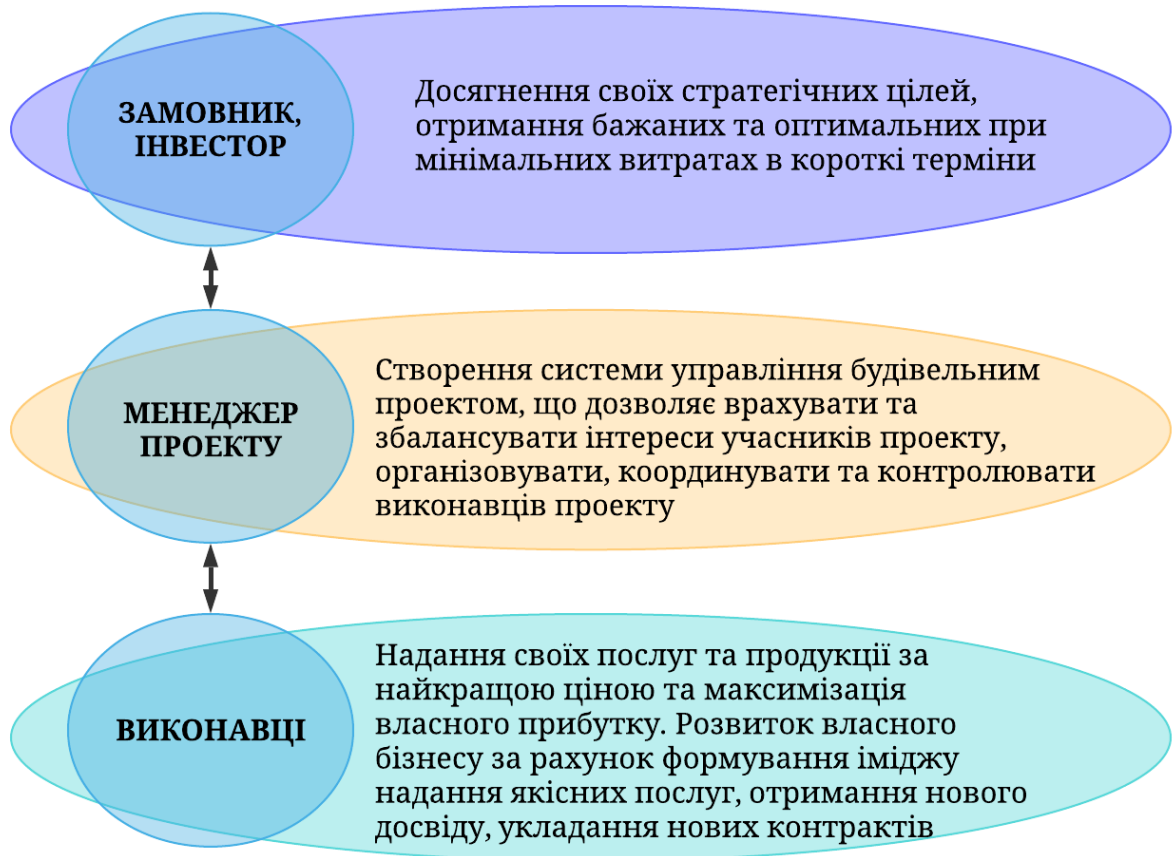 ЗАМОВНИК,
ІНВЕСТОР
Досягнення своїх стратегічних цілей,
отримання бажаних та оптимальних при
мінімальних витратах в короткі терміни
МЕНЕДЖЕР
ПРОЕКТУ
Створення системи управління будівельним
проектом, що дозволяє врахувати та
збалансувати інтереси учасників проекту,
організовувати, координувати та контролювати
виконавців проекту
ВИКОНАВЦІ
Надання своїх послуг та продукції за
найкращою ціною та максимізація
власного прибутку. Розвиток власного
бізнесу за рахунок формування іміджу
надання якісних послуг, отримання нового
досвіду, укладання нових контрактів